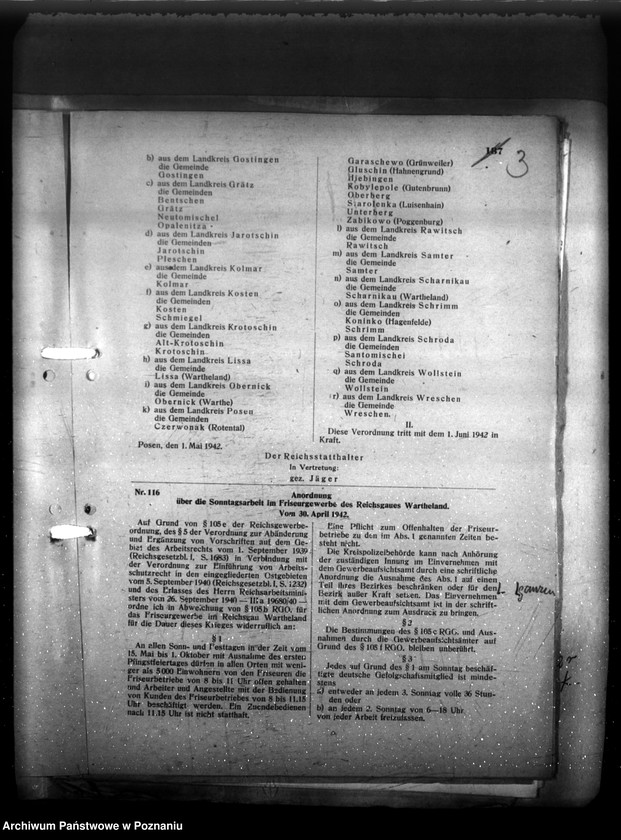 137
3
b) aus dem Landkreis Gostingen
die Gemeinde
Gostingen
c) aus dem Landkreis Grätz
die Gemeinden
Bentschen
Grätz
Neutomischel
Opalenitza
d) aus dem Landkreis Jarotschin
die Gemeinden
Jarotschin
Pleschen
e) aus dem Landkreis Kolmar
die Gemeinde
Kolmar
f) aus dem Landkreis Kosten
die Gemeinden
Kosten
Schmiegel
g) aus dem Landkreis Krotoschin
die Gemeinden
Alt-Krotoschin
Krotoschin
h) aus dem Landkreis Lissa
die Gemeinde
Lissa (Wartheland)
i) aus dem Landkreis Obernick
die Gemeinde
Obernick (Warthe)
k) aus dem Landkreis Posen
die Gemeinden
Czerwonak (Rotental)
Garaschewo (Grünweiler)
Gluschin (Hahnengrund)
Hjebingen
Kobylepole (Gutenbrunn)
Oberberg
Starolenka (Luisenhain)
Unterberg
Zabikowo (Poggenburg)
l) aus dem Landkreis Rawitsch
die Gemeinde
Rawitsch
m) aus dem Landkreis Samter
die Gemeinde
Samter
n) aus dem Landkreis Scharnikau
die Gemeinde
Scharnikau (Wartheland)
o) aus dem Landkreis Schrimm
die Gemeinden
Koninko (Hagenfelde)
Schrimm
p) aus dem Landkreis Schroda
die Gemeinden
Santomischel
Schroda
q) aus dem Landkreis Wollstein
die Gemeinde
Wollstein
r) aus dem Landkreis Wreschen
die Gemeinde
Wreschen.
II.
Diese Verordnung tritt mit dem 1. Juni 1942 in
Kraft.
Posen, den 1. Mai 1942.
Der Reichsstatthalter
In Vertretung:
gez. Jäger
Nr. 116
Anordnung
über die Sonntagsarbeit im Friseurgewerbe des Reichsgaues Wartheland.
Vom 30. April 1942.
Auf Grund von § 105 e der Reichsgewerbe-
ordnung, des § 5 der Verordnung zur Abänderung
und Ergänzung von Vorschriften auf dem Ge-
biet des Arbeitsrechts vom 1. September 1939
(Reichsgesetzbl. I, S. 1683) in Verbindung mit
der Verordnung zur Einführung von Arbeits-
schutzrecht in den eingegliederten Ostgebieten
vom 5. September 1940 (Reichsgesetzbl. I, S. 1232)
und des Erlasses des Herrn Reichsarbeitsmini-
sters vom 26. September 1940 — III a 19680/40 —
ordne ich in Abweichung von § 105 b RGO. für
das Friseurgewerbe im Reichsgau Wartheland
für die Dauer dieses Krieges widerruflich an:
§ 1
An allen Sonn- und Festtagen in der Zeit vom
15. Mai bis 1. Oktober mit Ausnahme des ersten
Pfingstfeiertages dürfen in allen Orten mit weni-
ger als 5 000 Einwohnern von den Friseuren die
Friseurbetriebe von 8 bis 11 Uhr offen gehalten
und Arbeiter und Angestellte mit der Bedienung
von Kunden des Friseurbetriebes von 8 bis 11.15
Uhr beschäftigt werden. Ein Zuendebedienen
nach 11.15 Uhr ist nicht statthaft.
Eine Pflicht zum Offenhalten der Friseur-
betriebe zu den im Abs. 1 genannten Zeiten be-
steht nicht.
Die Kreispolizeibehörde kann nach Anhörung
der zuständigen Innung im Einvernehmen mit
dem Gewerbeaufsichtsamt durch eine schriftliche
Anordnung die Ausnahme des Abs. 1 auf einen
Teil ihres Bezirkes beschränken oder für den
Bezirk außer Kraft setzen. Das Einvernehmen
mit dem Gewerbeaufsichtsamt ist in der schrift-
lichen Anordnung zum Ausdruck zu bringen.
ganzen
§ 2
Die Bestimmungen des § 105 c RGG. und Aus-
nahmen durch die Gewerbeaufsichtsämter auf
Grund des § 105 f RGO. bleiben unberührt.
§ 3
Jedes auf Grund des § 1 am Sonntag beschäf-
tigte deutsche Gefolgschaftsmitglied ist minde-
stens
a) entweder an jedem 3. Sonntag volle 36 Stun-
den oder
b) an jedem 2. Sonntag von 6—18 Uhr
von jeder Arbeit freizulassen.
Archiwum Państwowe w Poznaniu